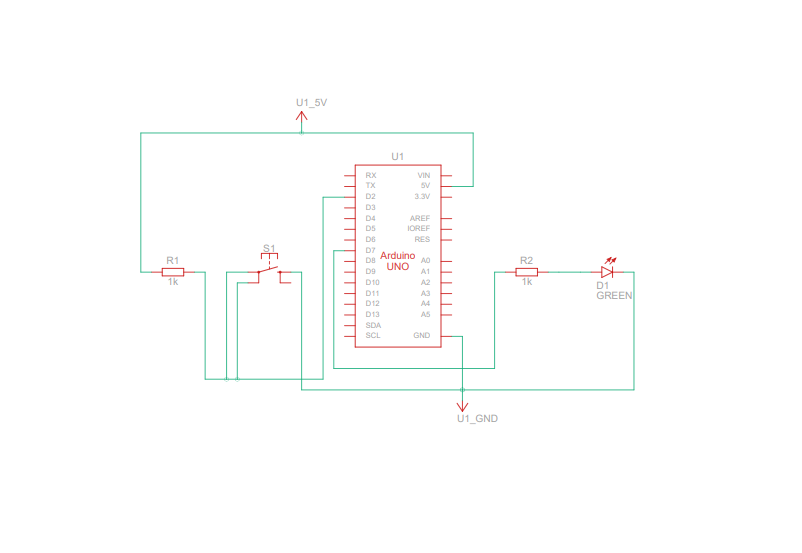 U1_5V
U1
RX
VIN
TX
5V
D2
3.3V
D3
D4
AREF
D5
IOREF
D6
RES
D7
Arduino
UNO
D8
A0
D9
A1
D10
A2
D11
A3
D12
A4
D13
A5
SDA
SCL
GND
S1
R1
1k
R2
1k
D1
GREEN
U1_GND